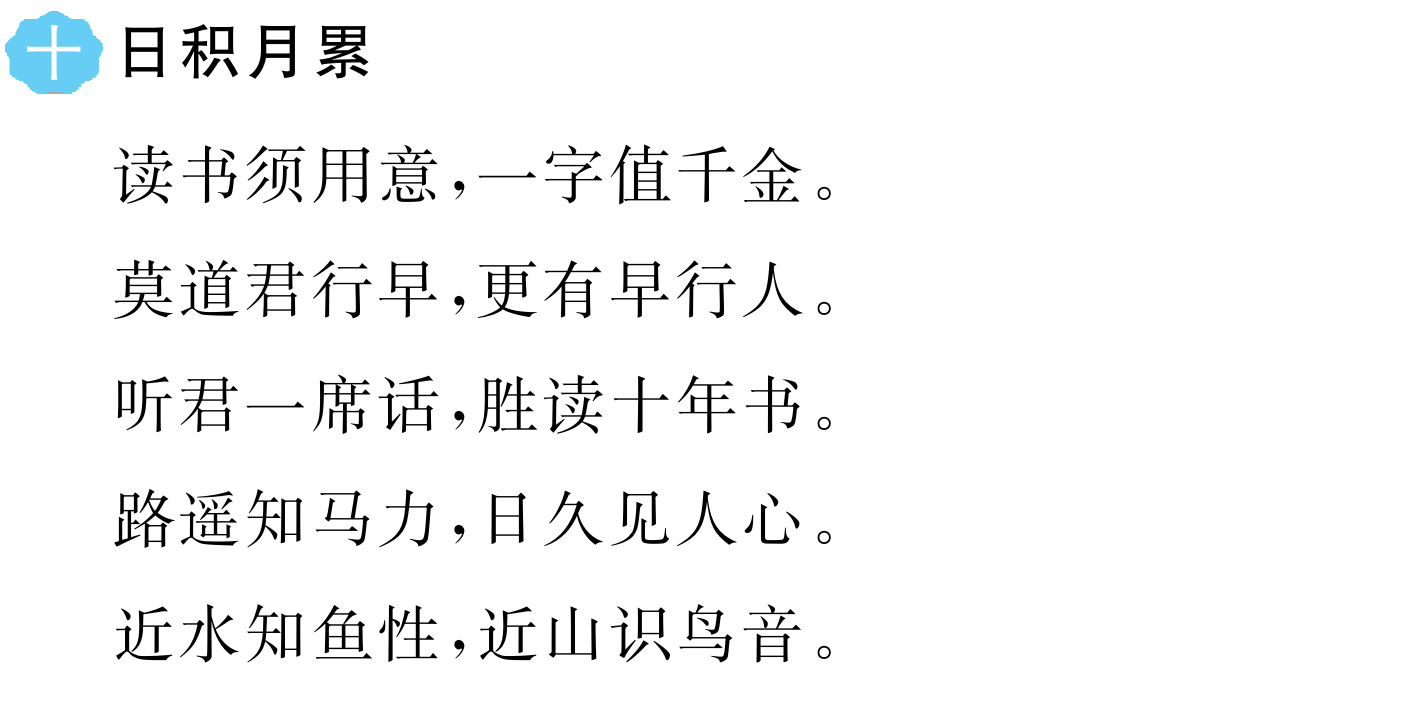 十 日积月累
读书须用意,一字值千金。
莫道君行早,更有早行人。
听君一席话,胜读十年书。
路遥知马力,日久见人心。
近水知鱼性,近山识鸟音。